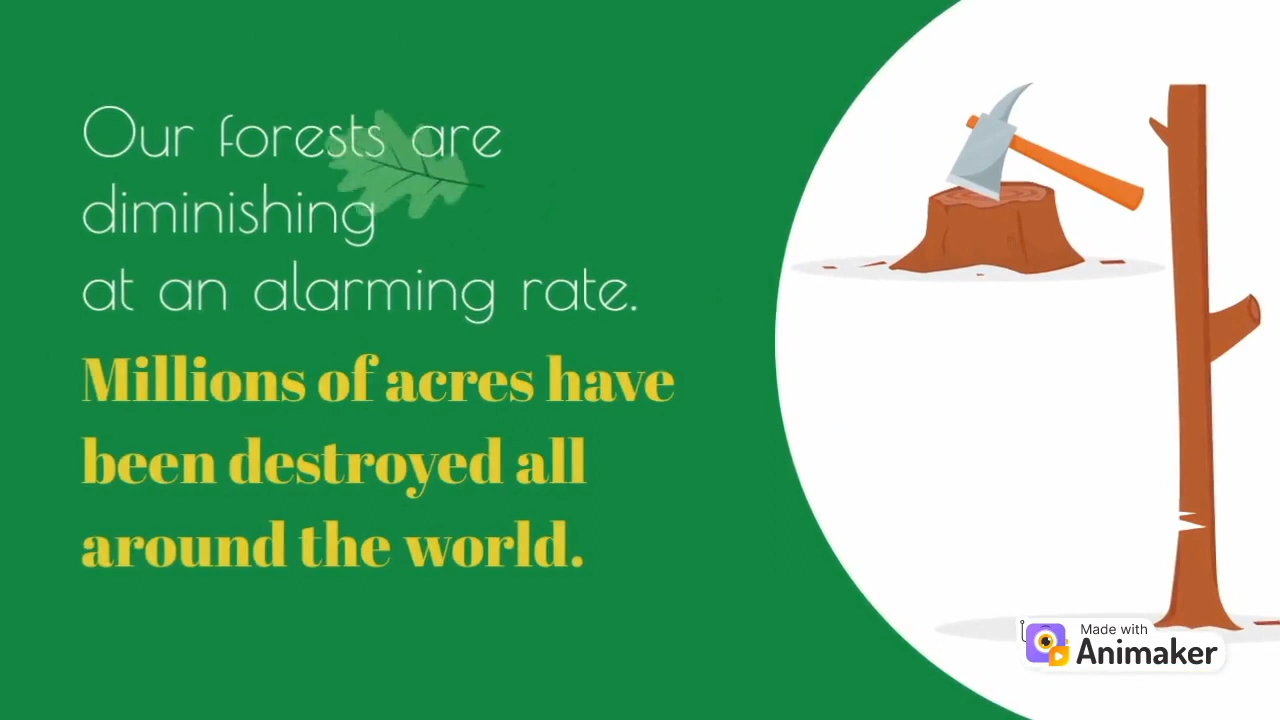 Our forests are
diminishing
at an alarming rate.
Millions of acres have
been destroyed all
around the world.
Made with
Animaker